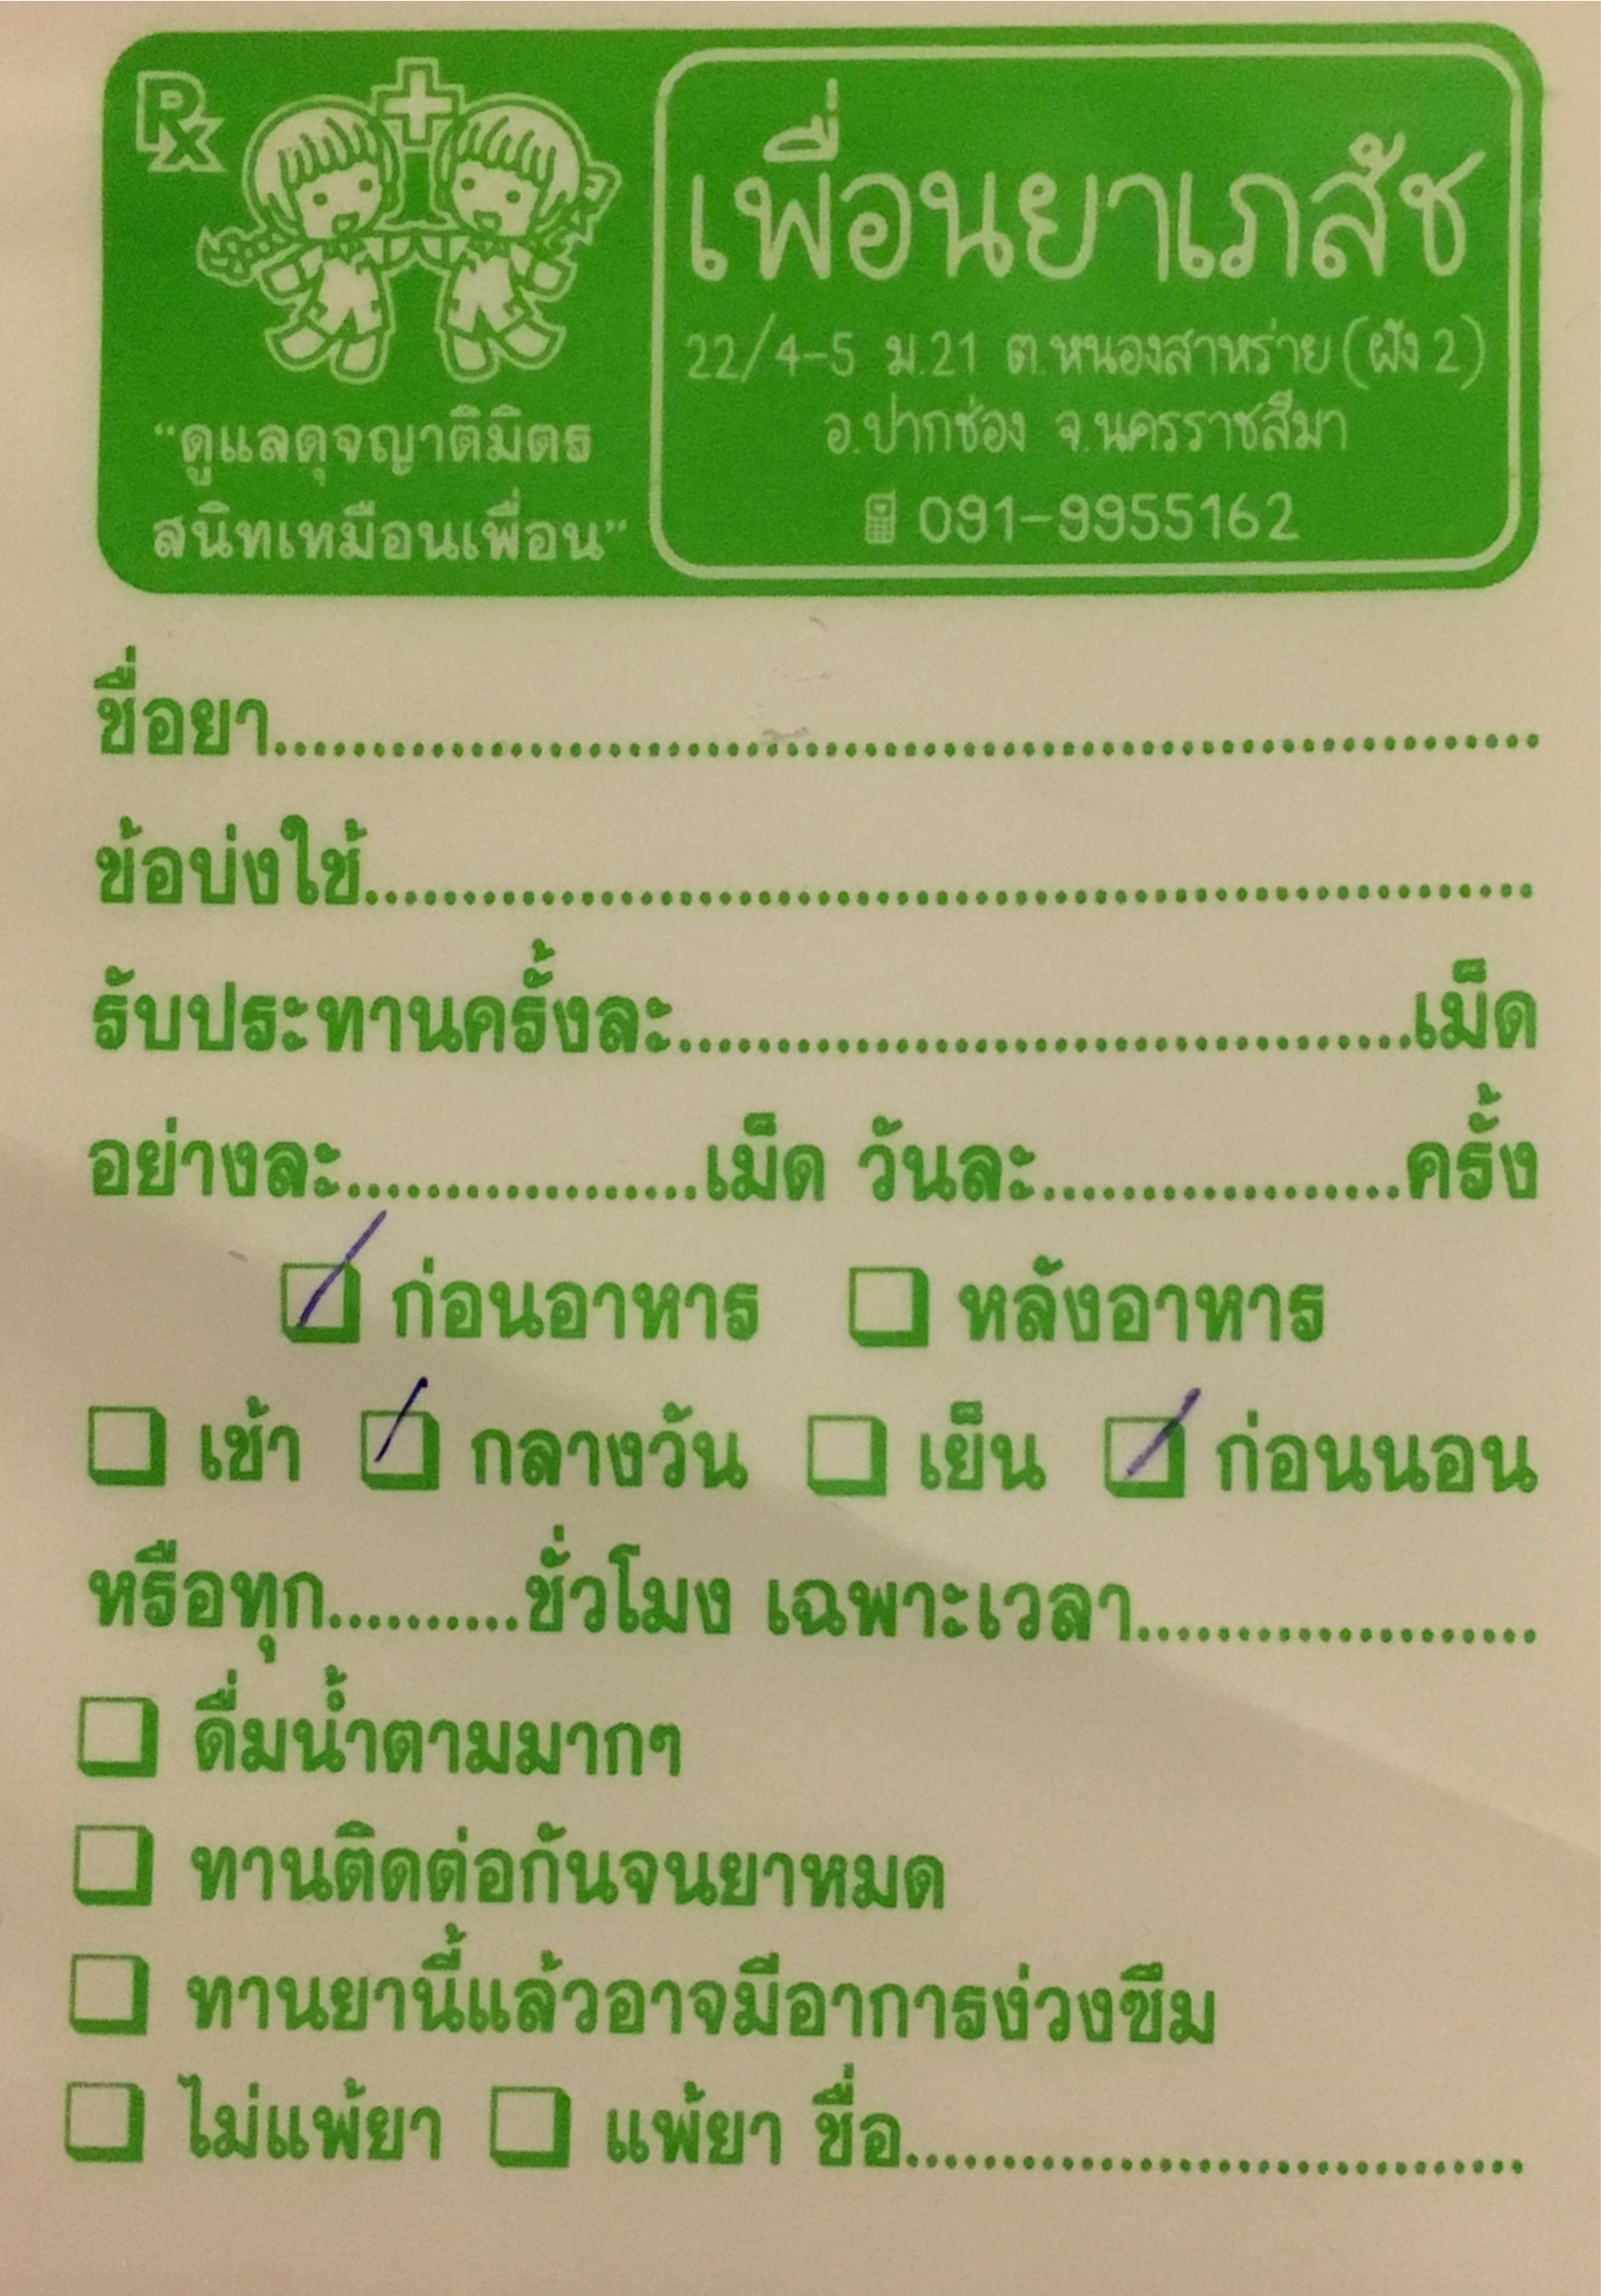 Rx
"ดูแลดุจญาติมิตร
สนิทเหมือนเพื่อน"
เพื่อนยาเภสัช
22/4-5 ม.21 ต.หนองสาหร่าย (ฝั่ง 2)
อ.ปากช่อง จ.นครราชสีมา
091-9955162
ชื่อยา................................................................
ข้อบ่งใช้................................................................
รับประทานครั้งละ......................................เม็ด
อย่างละ..................เม็ด วันละ..................ครั้ง
ก่อนอาหาร หลังอาหาร
เช้า กลางวัน เย็น ก่อนนอน
หรือทุก..........ชั่วโมง เฉพาะเวลา.....................
ดื่มน้ำตามมากๆ
ทานติดต่อกันจนยาหมด
ทานยานี้แล้วอาจมีอาการง่วงซึม
ไม่แพ้ยา แพ้ยา ชื่อ................................